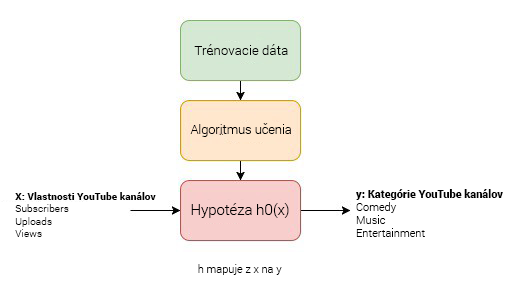 Trénovacie dáta
Algoritmus učenia
X: Vlastnosti YouTube kanálov
Subscribers
Uploads
Views
Hypotéza h0(x)
y: Kategórie YouTube kanálov
Comedy
Music
Entertainment
h mapuje z x na y